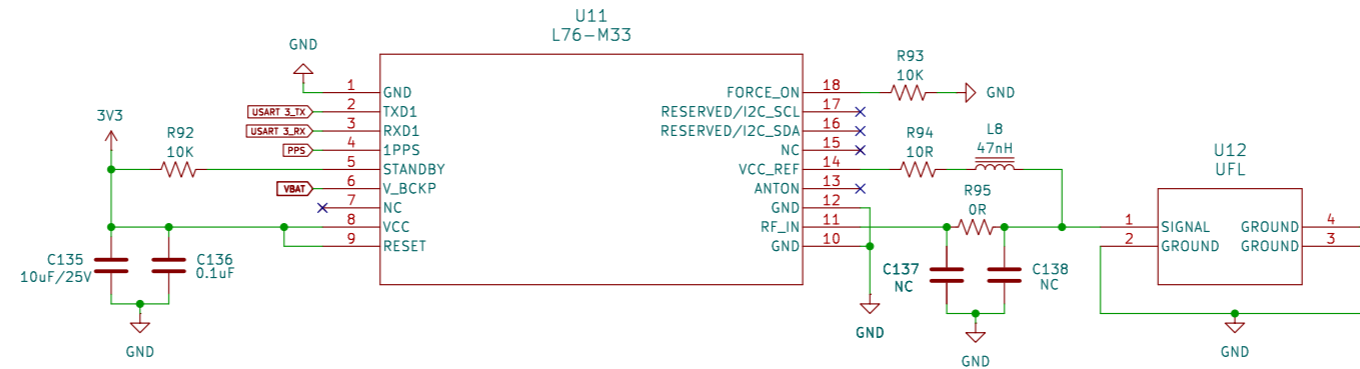 U11
L76-M33
GND
1
GND
2
TXD1
USART 3_TX
3
RXD1
USART 3_RX
4
1PPS
PPS
5
STANDBY
6
V_BCKP
VBAT
7
NC
8
VCC
9
RESET
3V3
R92
10K
C135
10uF/25V
C136
0.1uF
GND
FORCE_ON
18
RESERVED/I2C_SCL
17
RESERVED/I2C_SDA
16
NC
15
VCC_REF
14
ANTON
13
GND
12
RF_IN
11
GND
10
R93
10K
GND
R94
10R
L8
47nH
R95
0R
C137
NC
C138
NC
GND
GND
U12
UFL
1
SIGNAL
2
GROUND
GROUND
4
GROUND
3
GND